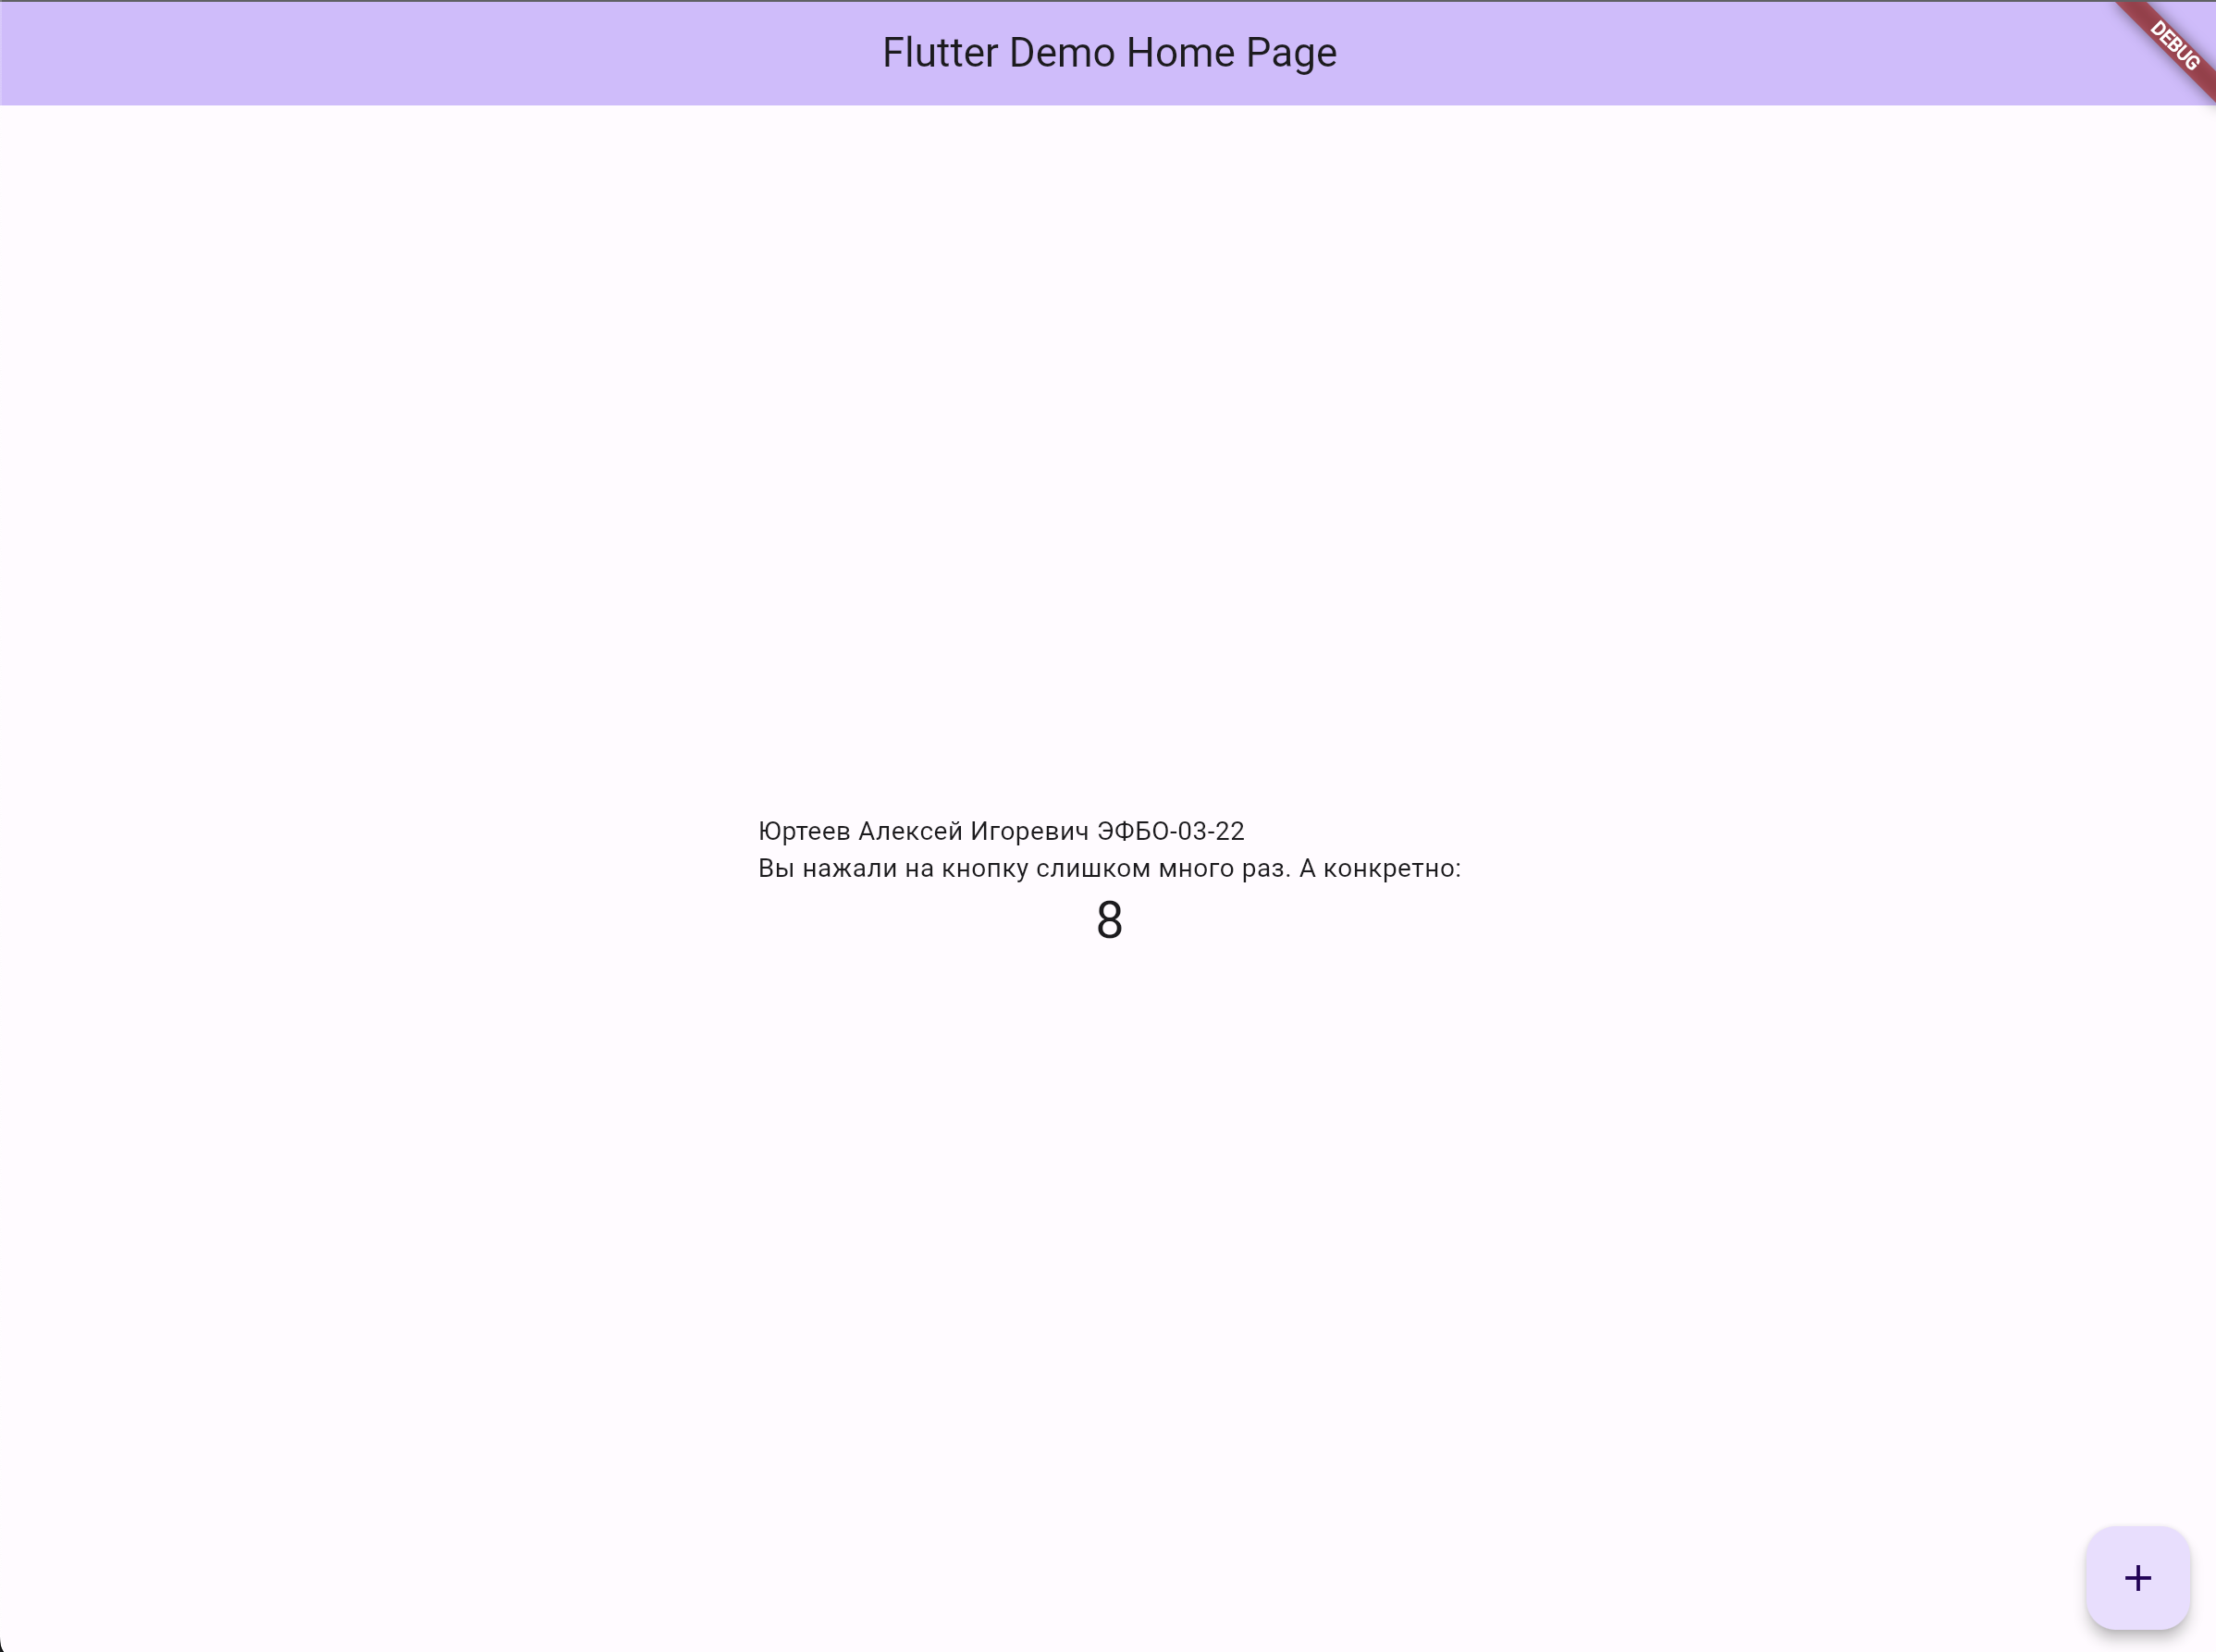 Flutter Demo Home Page
DEBUG
Юртеев Алексей Игоревич ЭФБО-03-22
Вы нажали на кнопку слишком много раз. А конкретно:
8
+